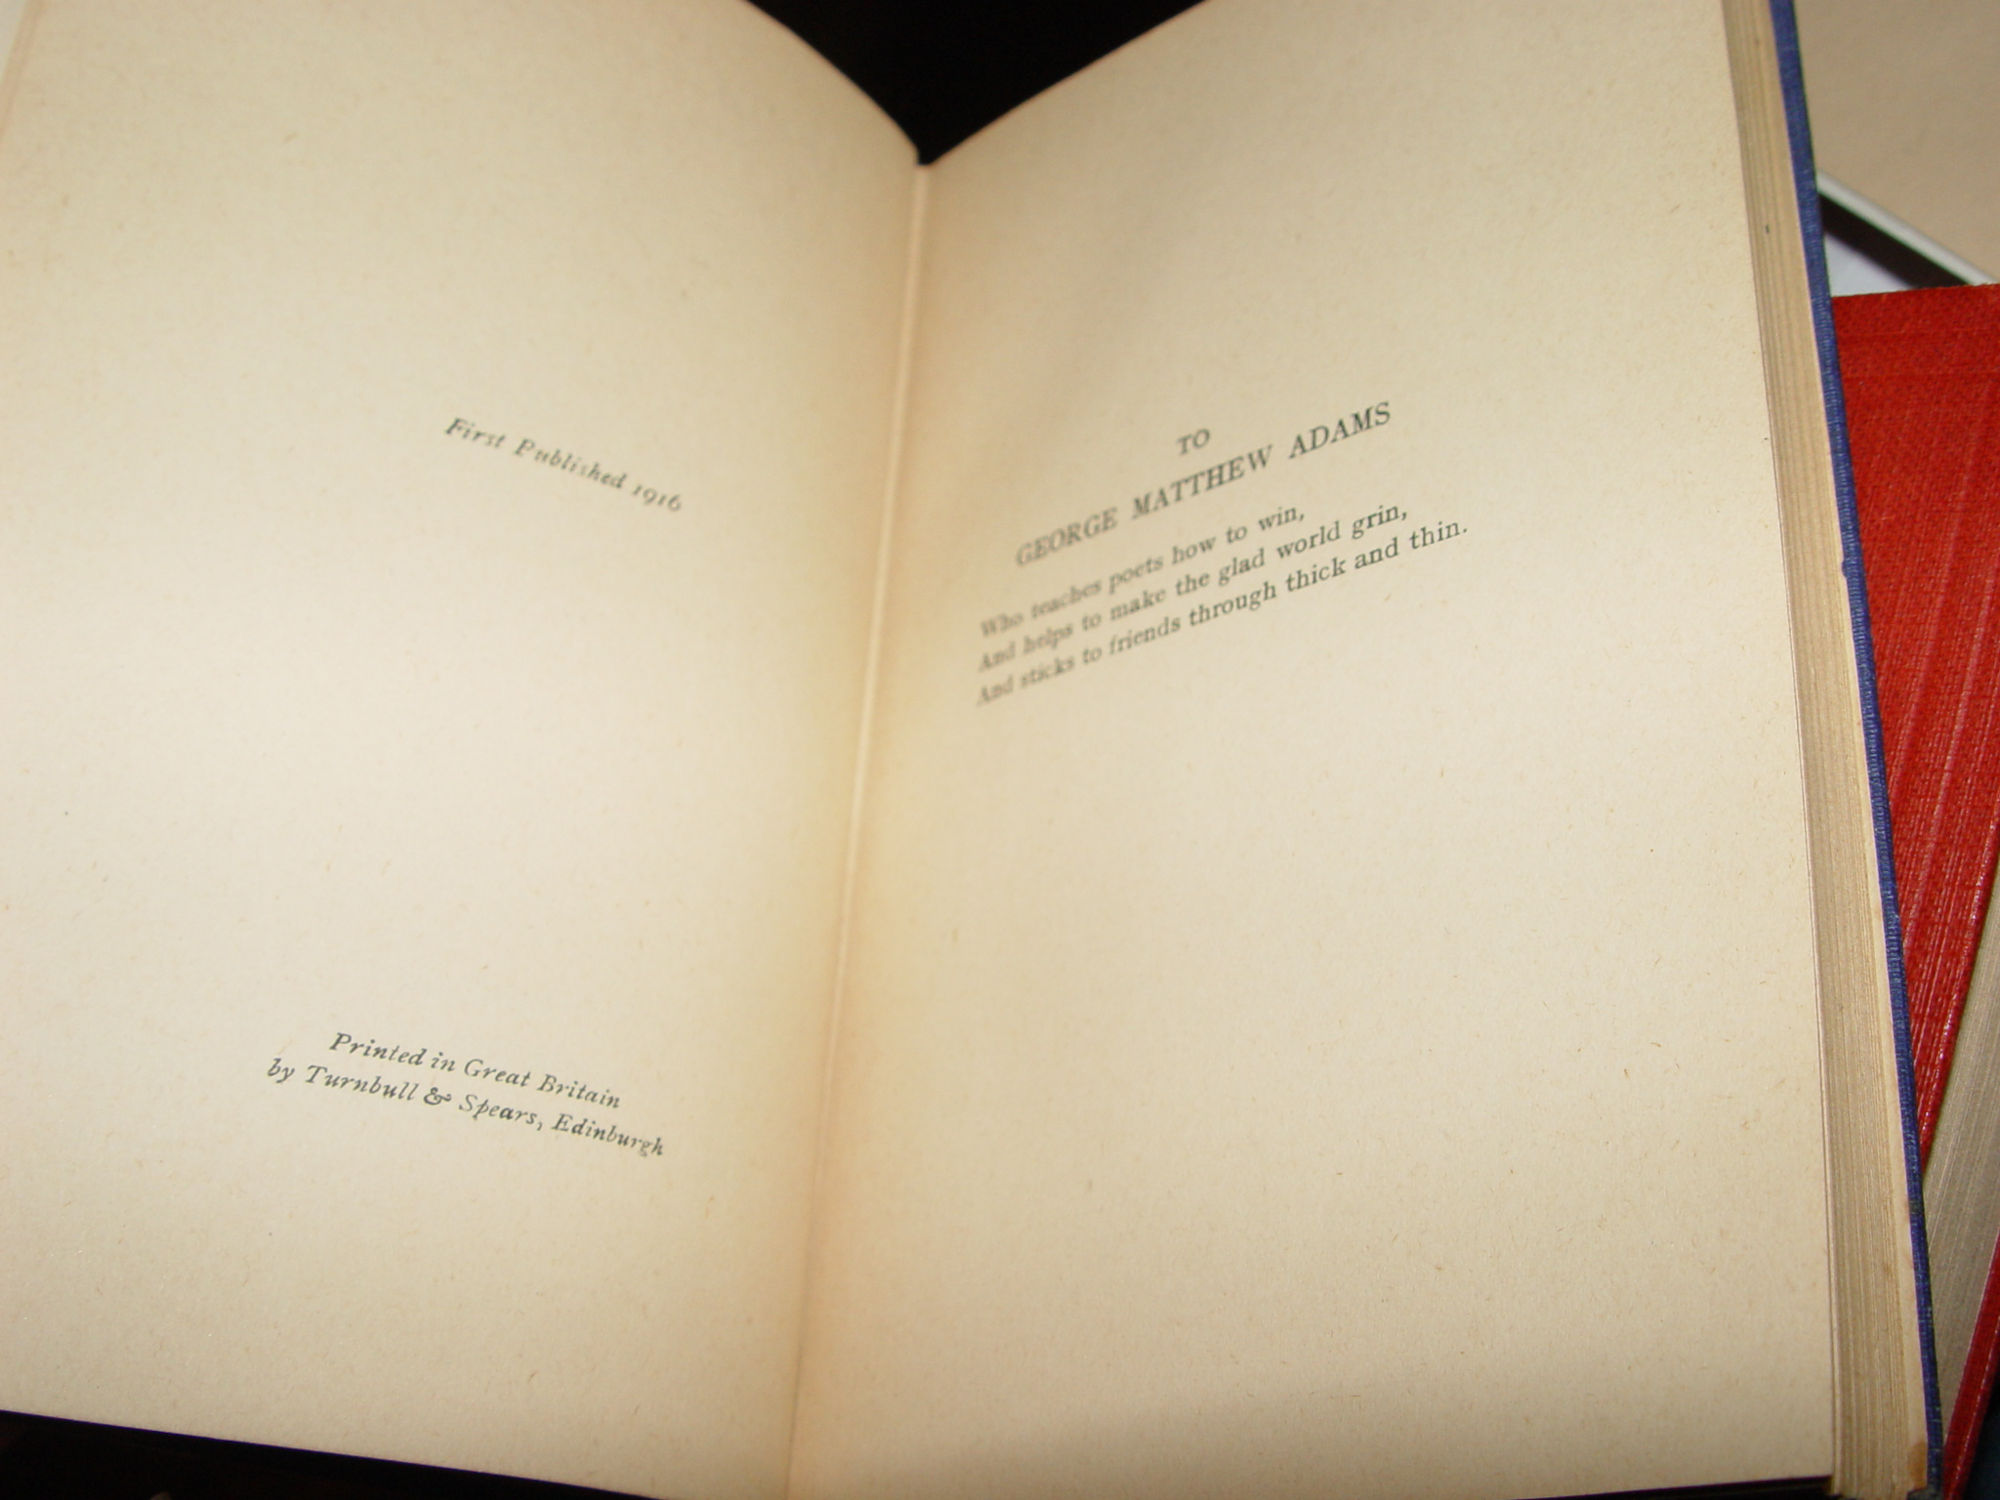 First Published 1916
Printed in Great Britain
by Turnbull & Spears, Edinburgh
TO
GEORGE MATTHEW ADAMS
Who teaches poets how to win,
And helps to make the glad world grin,
And sticks to friends through thick and thin.